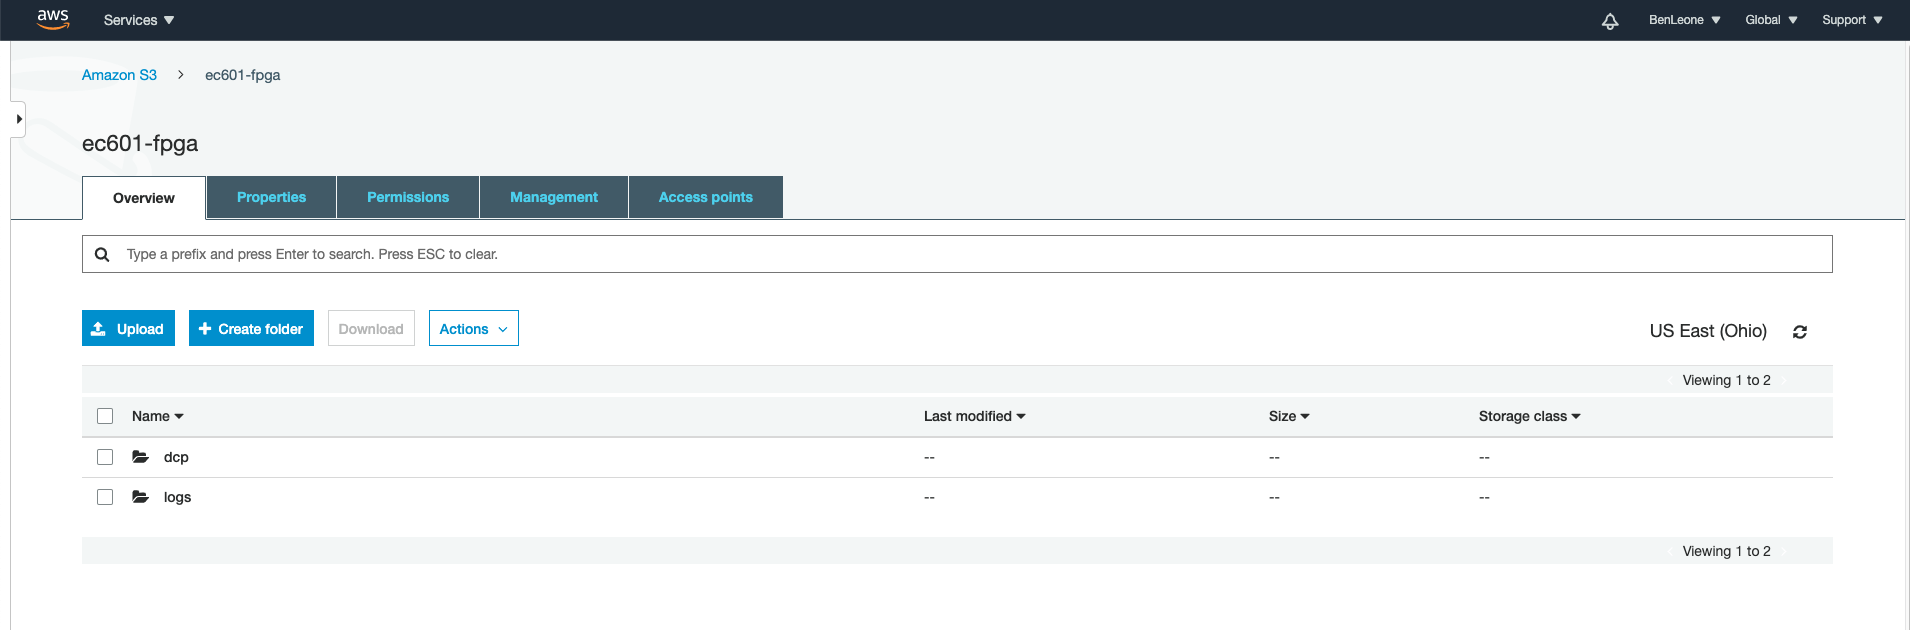 aws Services BenLeone Global Support
Amazon S3 > ec601-fpga
ec601-fpga
Overview Properties Permissions Management Access points
Type a prefix and press Enter to search. Press ESC to clear.
Upload + Create folder Download Actions US East (Ohio)
Viewing 1 to 2
Name Last modified Size Storage class
dcp -- -- --
logs -- -- --
Viewing 1 to 2